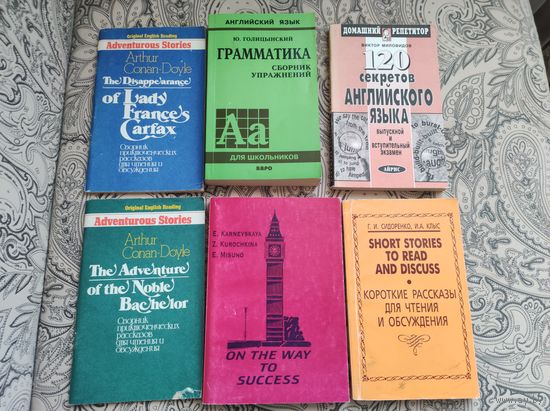 Original English Reading
Adventurous Stories
Arthur
Conan-Doyle
The Disappearance
of Lady
France's
Carfax
Сборник
приключенческих
рассказов
для чтения и
обсуждения
АНГЛИЙСКИЙ ЯЗЫК
Ю. ГОЛИЦЫНСКИЙ
ГРАММАТИКА
СБОРНИК
УПРАЖНЕНИЙ
Аа
ДЛЯ ШКОЛЬНИКОВ
КАРО
ДОМАШНИЙ РЕПЕТИТОР
ВИКТОР МИЛОВИДОВ
120
секретов
АНГЛИЙСКОГО
ЯЗЫКА
выпускной и
вступительный
экзамен
АЙРИС
Original English Reading
Adventurous Stories
Arthur
Conan-Doyle
The Adventure
of the Noble
Bachelor
Сборник
приключенческих
рассказов
для чтения и
обсуждения
E. KARNEVSKAYA
Z. KUROCHKINA
E. MISUNO
ON THE WAY
TO
SUCCESS
Г. И. СИДОРЕНКО, И.А. КЛЫС
SHORT STORIES
TO READ
AND DISCUSS
КОРОТКИЕ РАССКАЗЫ
ДЛЯ ЧТЕНИЯ
И ОБСУЖДЕНИЯ